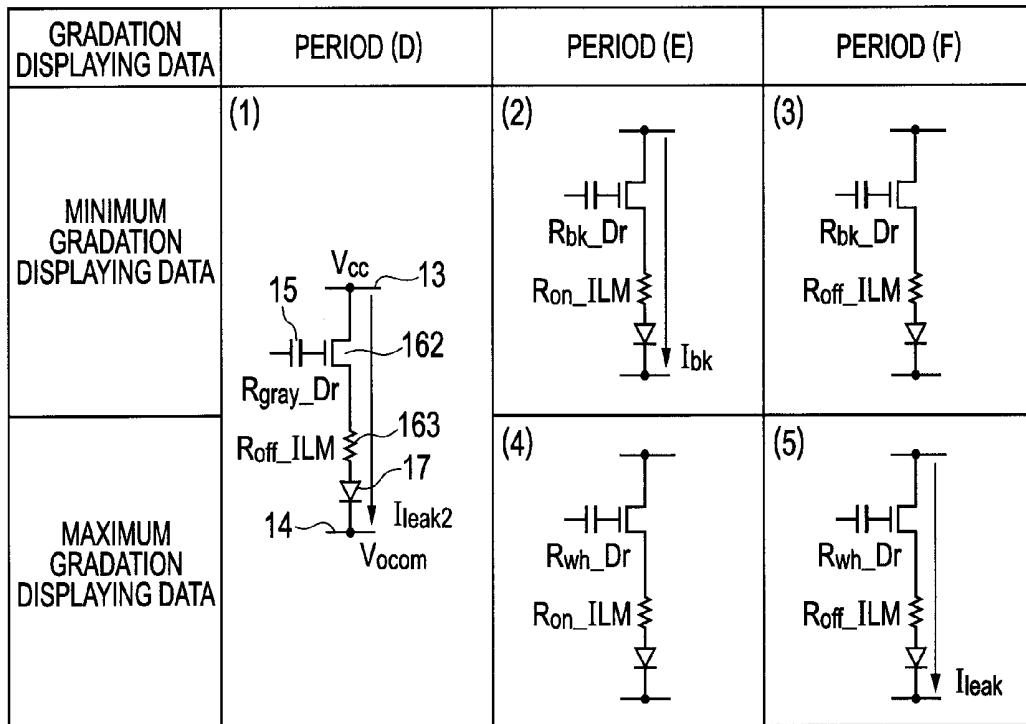 GRADATION
DISPLAYING DATA
PERIOD (D)
PERIOD (E)
PERIOD (F)
MINIMUM
GRADATION
DISPLAYING DATA
MAXIMUM
GRADATION
DISPLAYING DATA
(1)
Vcc
13
15
162
Rgray_Dr
163
Roff_ILM
17
Ileak2
14
Vocom
(2)
Rbk_Dr
Ron_ILM
Ibk
(3)
Rbk_Dr
Roff_ILM
(4)
Rwh_Dr
Ron_ILM
(5)
Rwh_Dr
Roff_ILM
Ileak